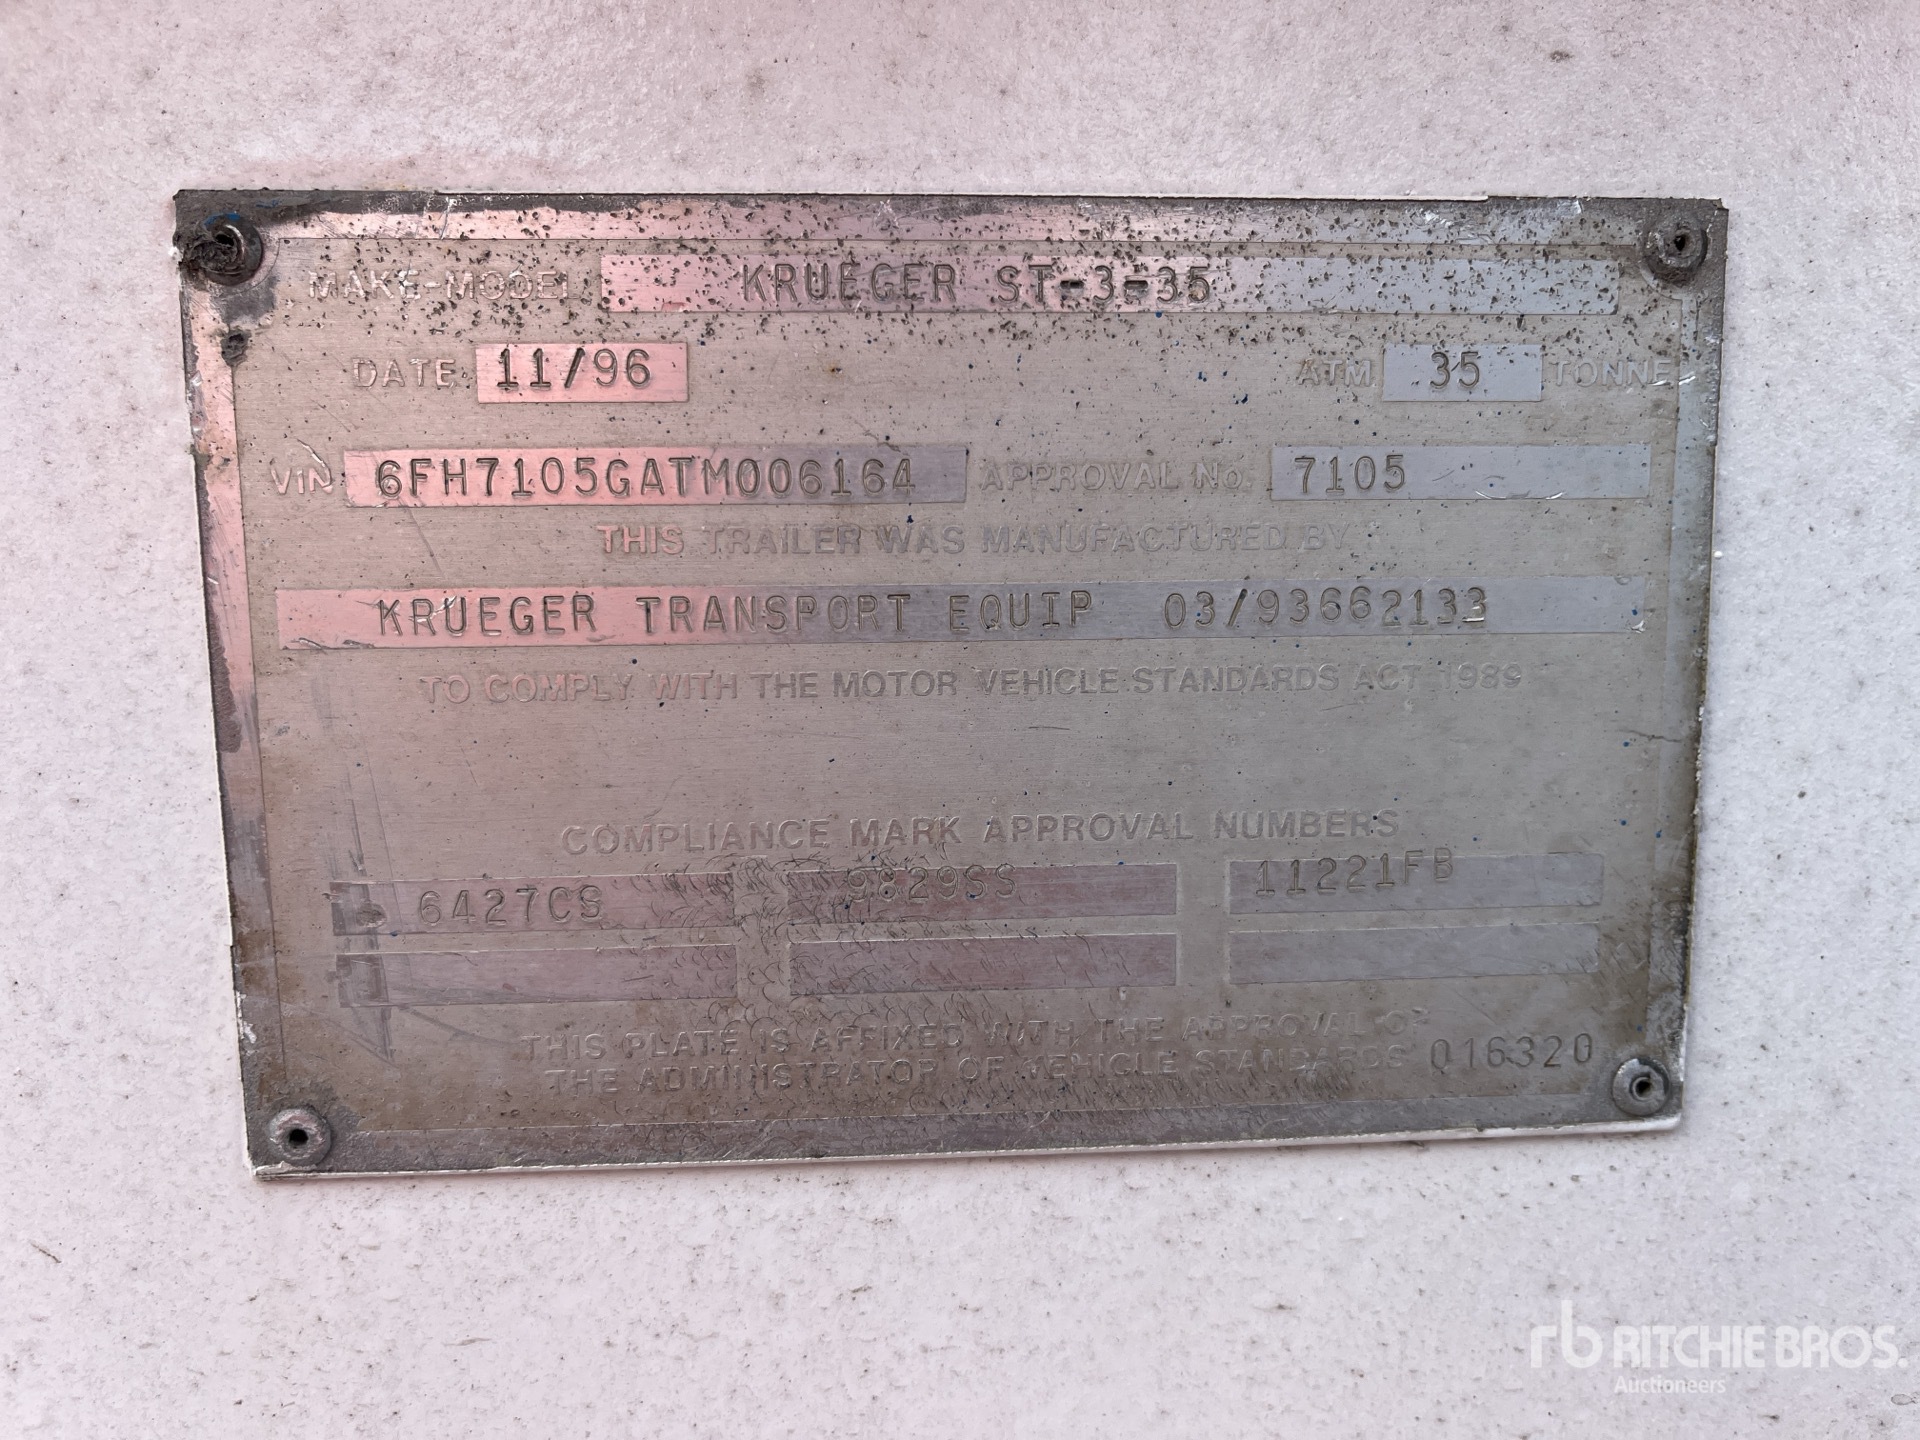 MAKE-MODEL KRUEGER ST-3-35
DATE 11/96 ATM 35 TONNE
VIN 6FH7105GATM006164 APPROVAL No. 7105
THIS TRAILER WAS MANUFACTURED BY
KRUEGER TRANSPORT EQUIP 03/93662133
TO COMPLY WITH THE MOTOR VEHICLE STANDARDS ACT 1989
COMPLIANCE MARK APPROVAL NUMBERS
6427CS 9829SS 11221FB
THIS PLATE IS AFFIXED WITH THE APPROVAL OF
THE ADMINISTRATOR OF VEHICLE STANDARDS 016320
rb RITCHIE BROS.
Auctioneers